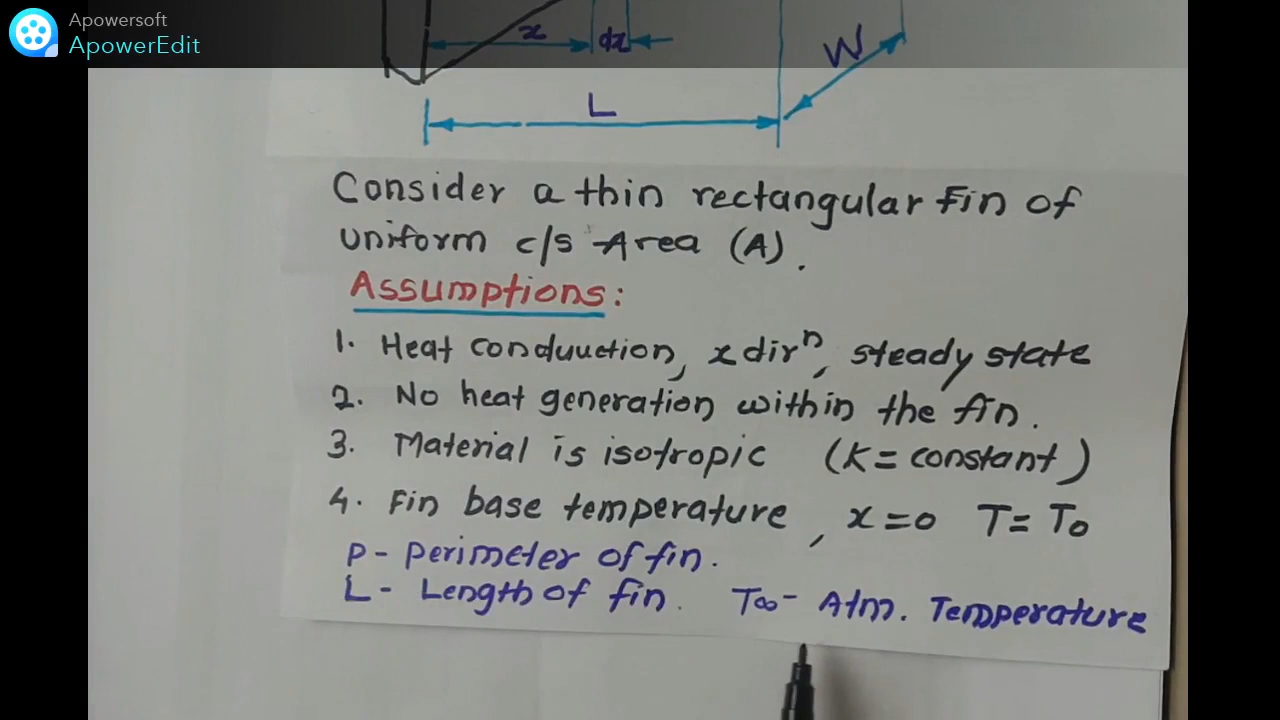 Apowersoft
ApowerEdit
x dx
W
L
Consider a thin rectangular Fin of
uniform c/s Area (A).
Assumptions:
1. Heat conduuction, x dirⁿ, steady state
2. No heat generation within the fin.
3. Material is isotropic (K = constant)
4. Fin base temperature, x = 0 T = T₀
P - Perimeter of fin.
L - Length of fin. T∞ - Atm. Temperature